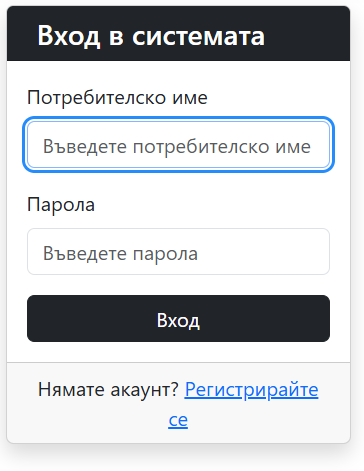 Вход в системата
Потребителско име
Въведете потребителско име
Парола
Въведете парола
Вход
Нямате акаунт? Регистрирайте
се